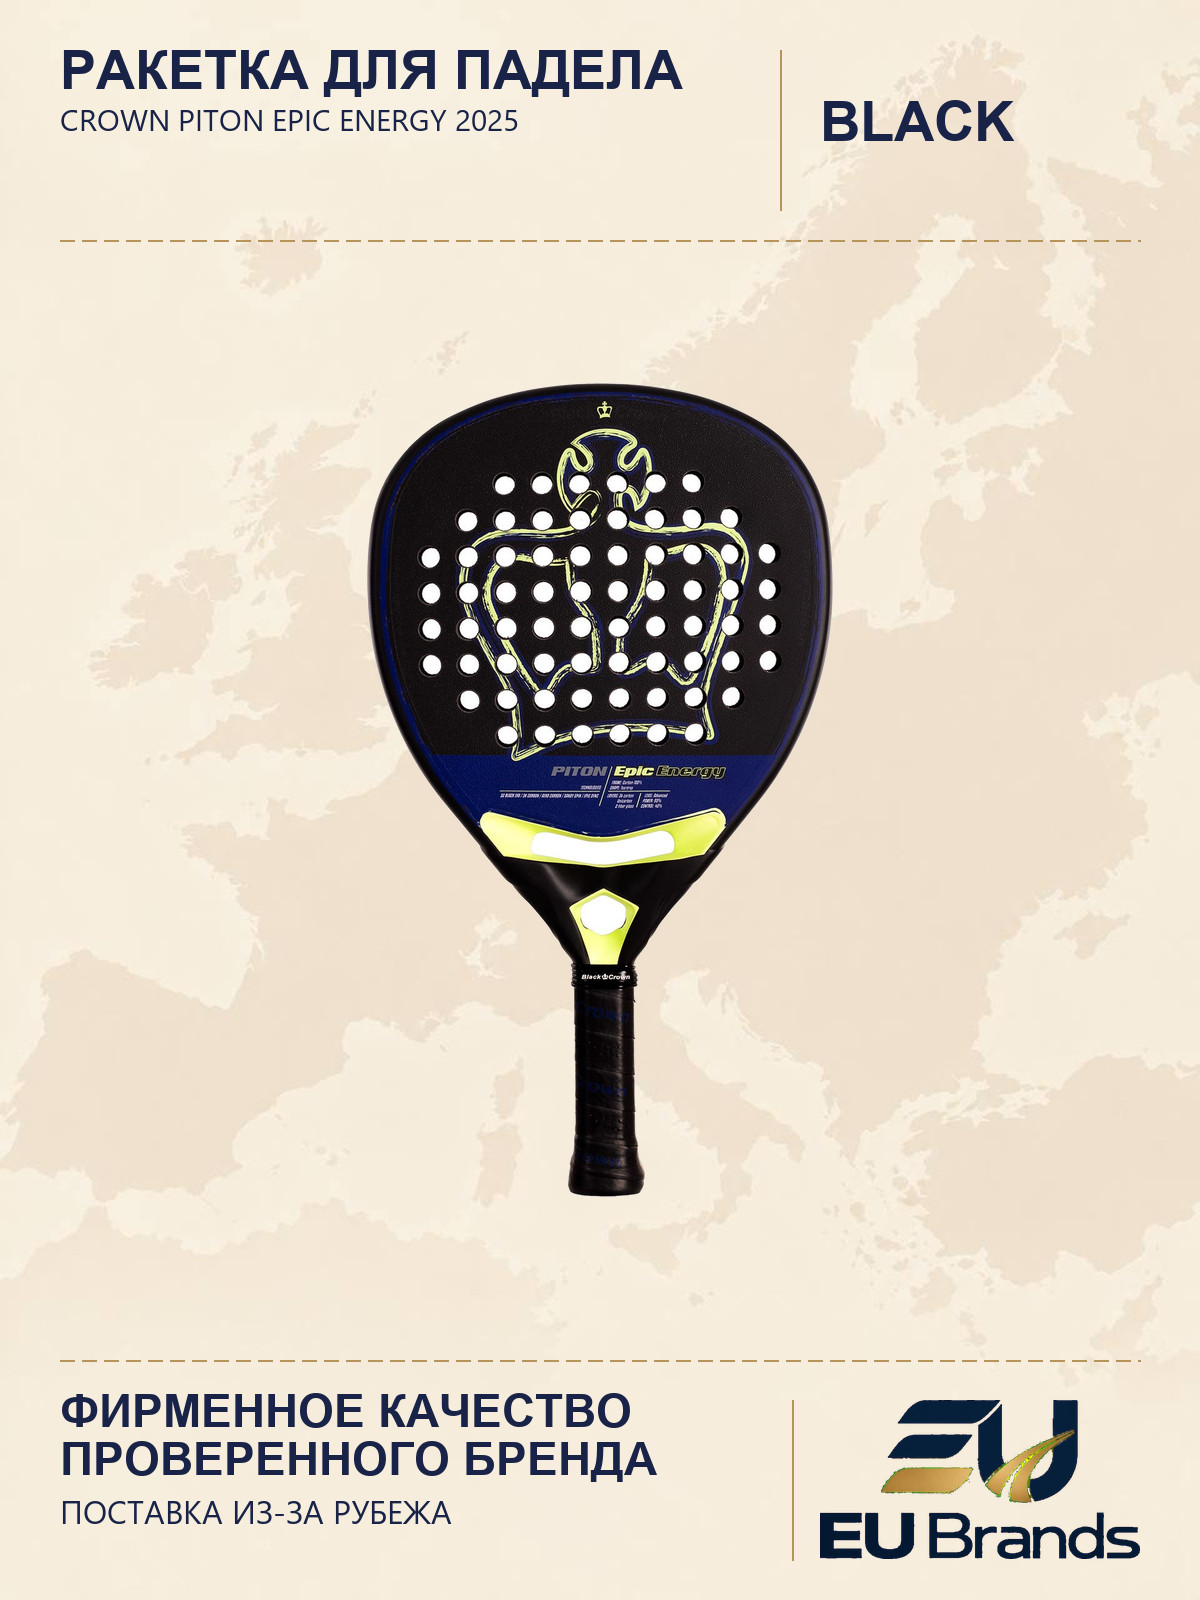 РАКЕТКА ДЛЯ ПАДЕЛА
CROWN PITON EPIC ENERGY 2025
BLACK
PITON Epic Energy
Black Crown
ФИРМЕННОЕ КАЧЕСТВО
ПРОВЕРЕННОГО БРЕНДА
ПОСТАВКА ИЗ-ЗА РУБЕЖА
EU
EU Brands